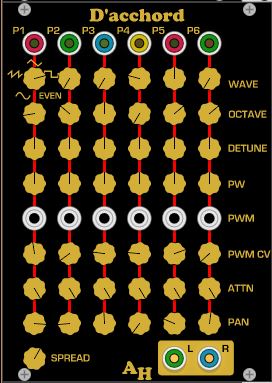 D'acchord
P1 P2 P3 P4 P5 P6
WAVE
EVEN
OCTAVE
DETUNE
PW
PWM
PWM CV
ATTN
PAN
SPREAD
L R
AH